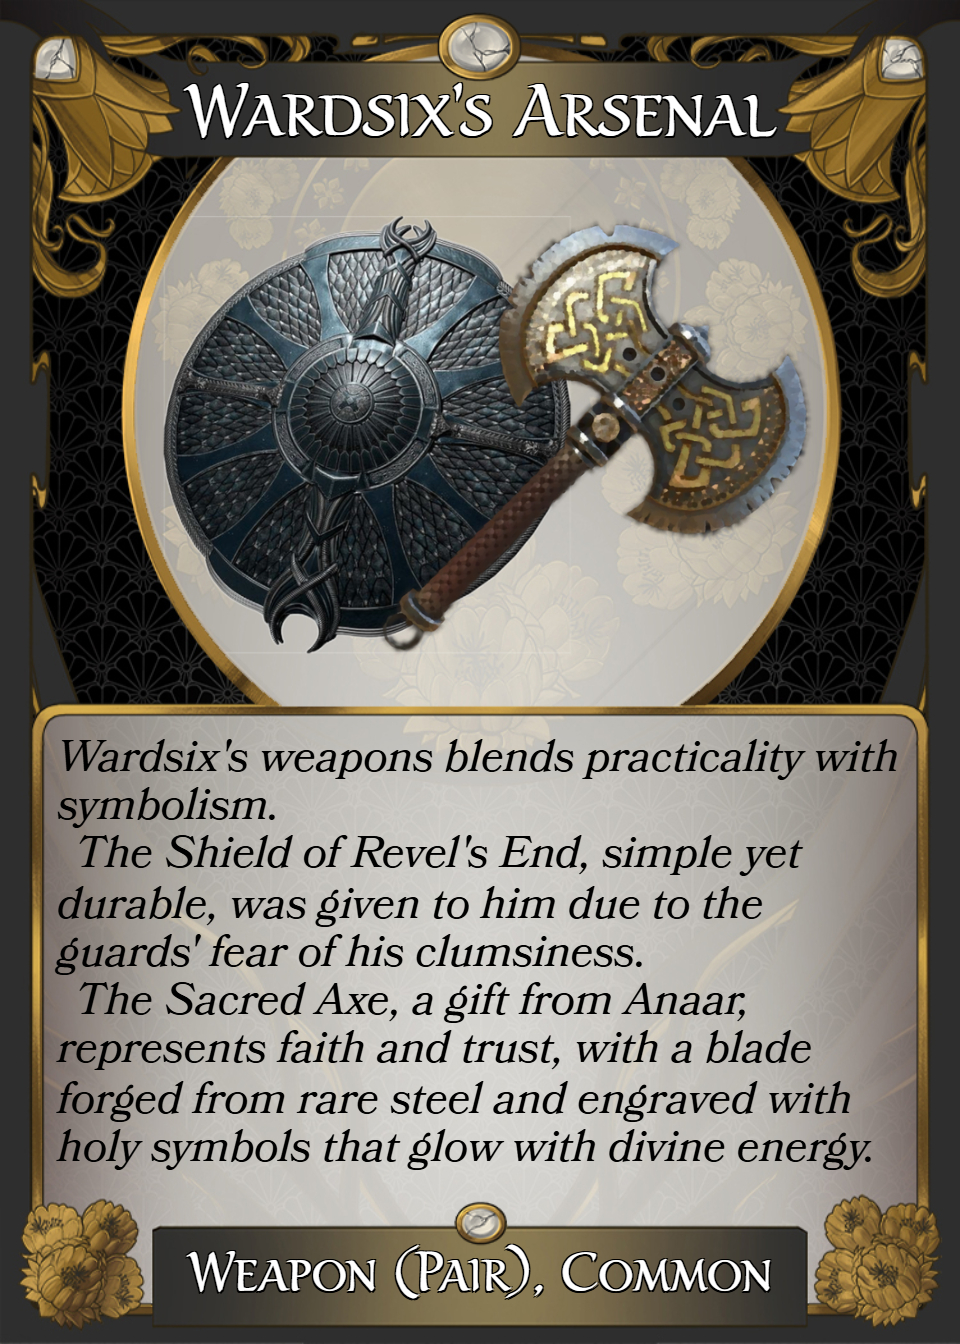 Wardsix's Arsenal
Wardsix's weapons blends practicality with
symbolism.
The Shield of Revel's End, simple yet
durable, was given to him due to the
guards' fear of his clumsiness.
The Sacred Axe, a gift from Anaar,
represents faith and trust, with a blade
forged from rare steel and engraved with
holy symbols that glow with divine energy.
Weapon (Pair), Common